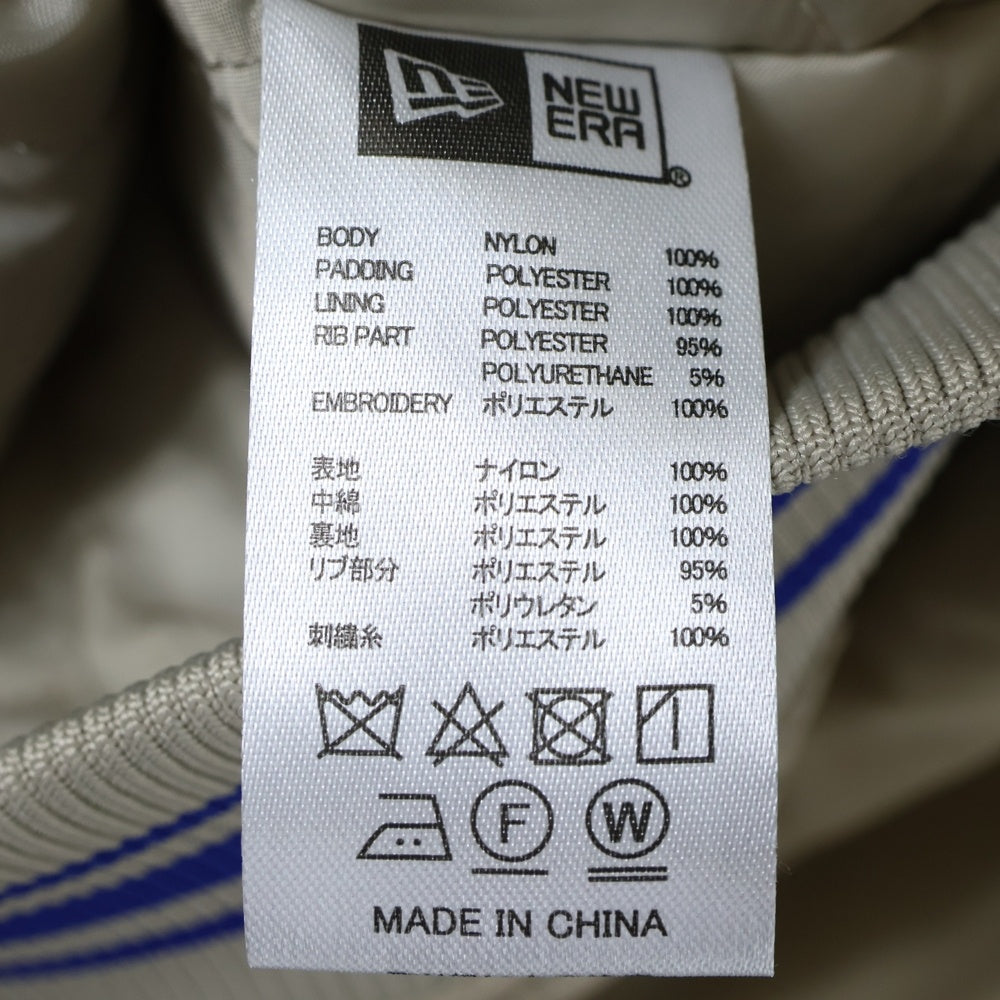 NEW
ERA
®
BODY NYLON 100%
PADDING POLYESTER 100%
LINING POLYESTER 100%
RIB PART POLYESTER 95%
POLYURETHANE 5%
EMBROIDERY ポリエステル 100%
表地 ナイロン 100%
中綿 ポリエステル 100%
裏地 ポリエステル 100%
リブ部分 ポリエステル 95%
ポリウレタン 5%
刺繍糸 ポリエステル 100%
F W
MADE IN CHINA